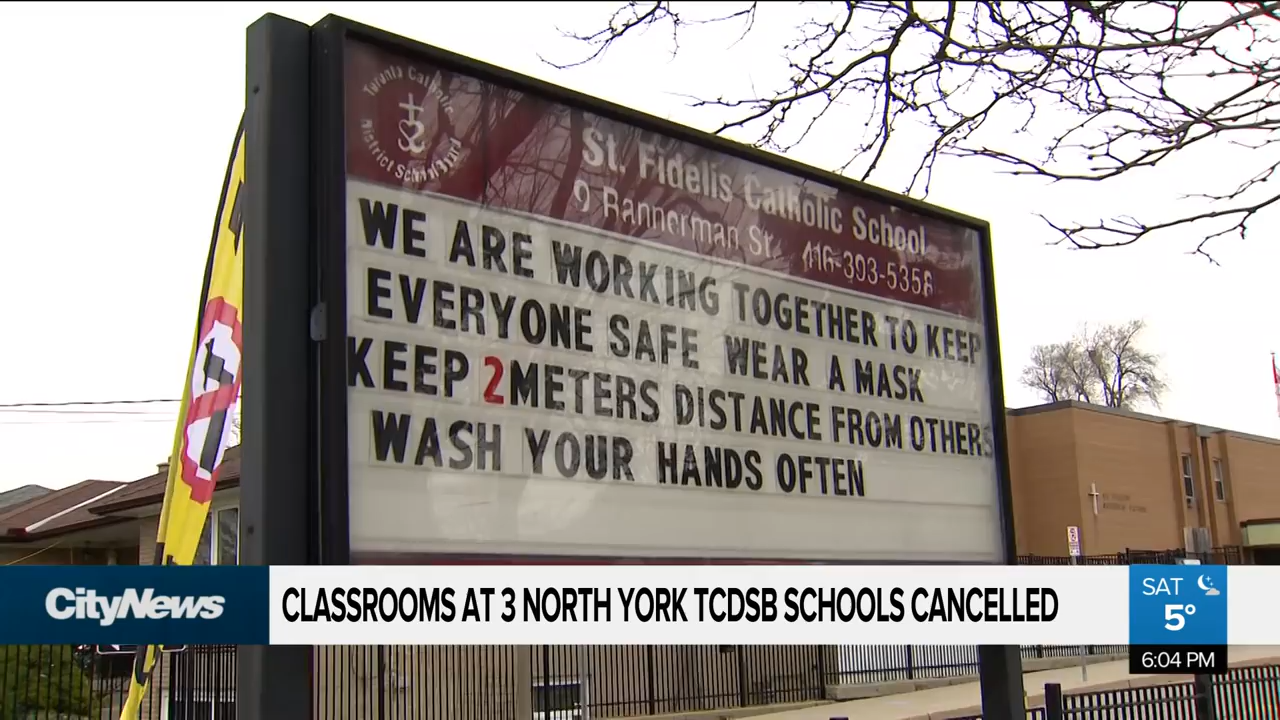 Toronto Catholic
District School Board
St. Fidelis Catholic School
9 Bannerman St. 416-393-5358
WE ARE WORKING TOGETHER TO KEEP
EVERYONE SAFE WEAR A MASK
KEEP 2METERS DISTANCE FROM OTHERS
WASH YOUR HANDS OFTEN
CityNews
CLASSROOMS AT 3 NORTH YORK TCDSB SCHOOLS CANCELLED
SAT
5°
6:04 PM